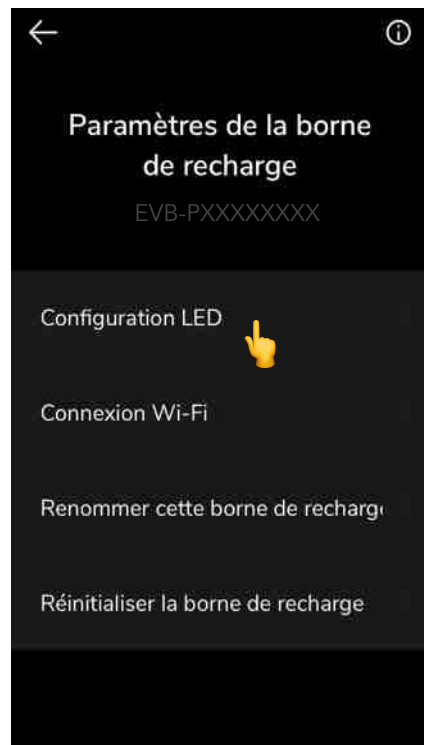 Paramètres de la borne
de recharge
EVB-PXXXXXXXX
Configuration LED
Connexion Wi-Fi
Renommer cette borne de
Réinitialiser la borne de recharge